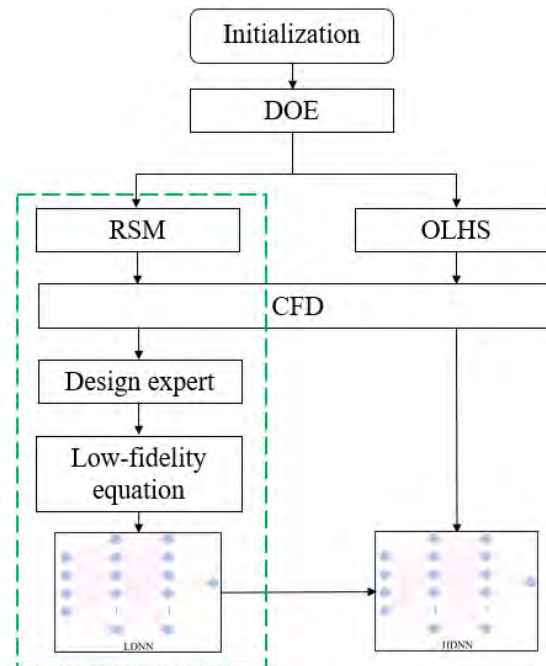 Initialization
DOE
RSM
OLHS
CFD
Design expert
Low-fidelity
equation
LDNN
HDNN